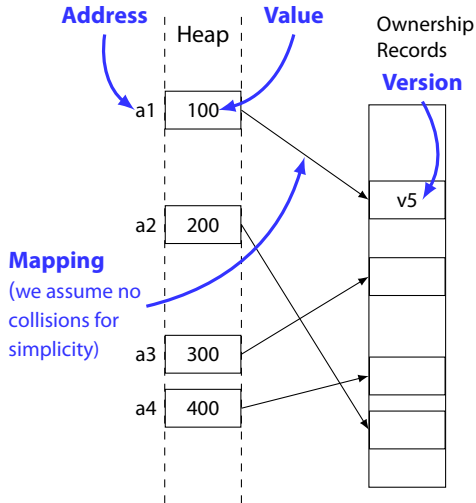 Address
Heap
Value
Ownership
Records
Version
a1
100
v5
a2
200
Mapping
(we assume no
collisions for
simplicity)
a3
300
a4
400